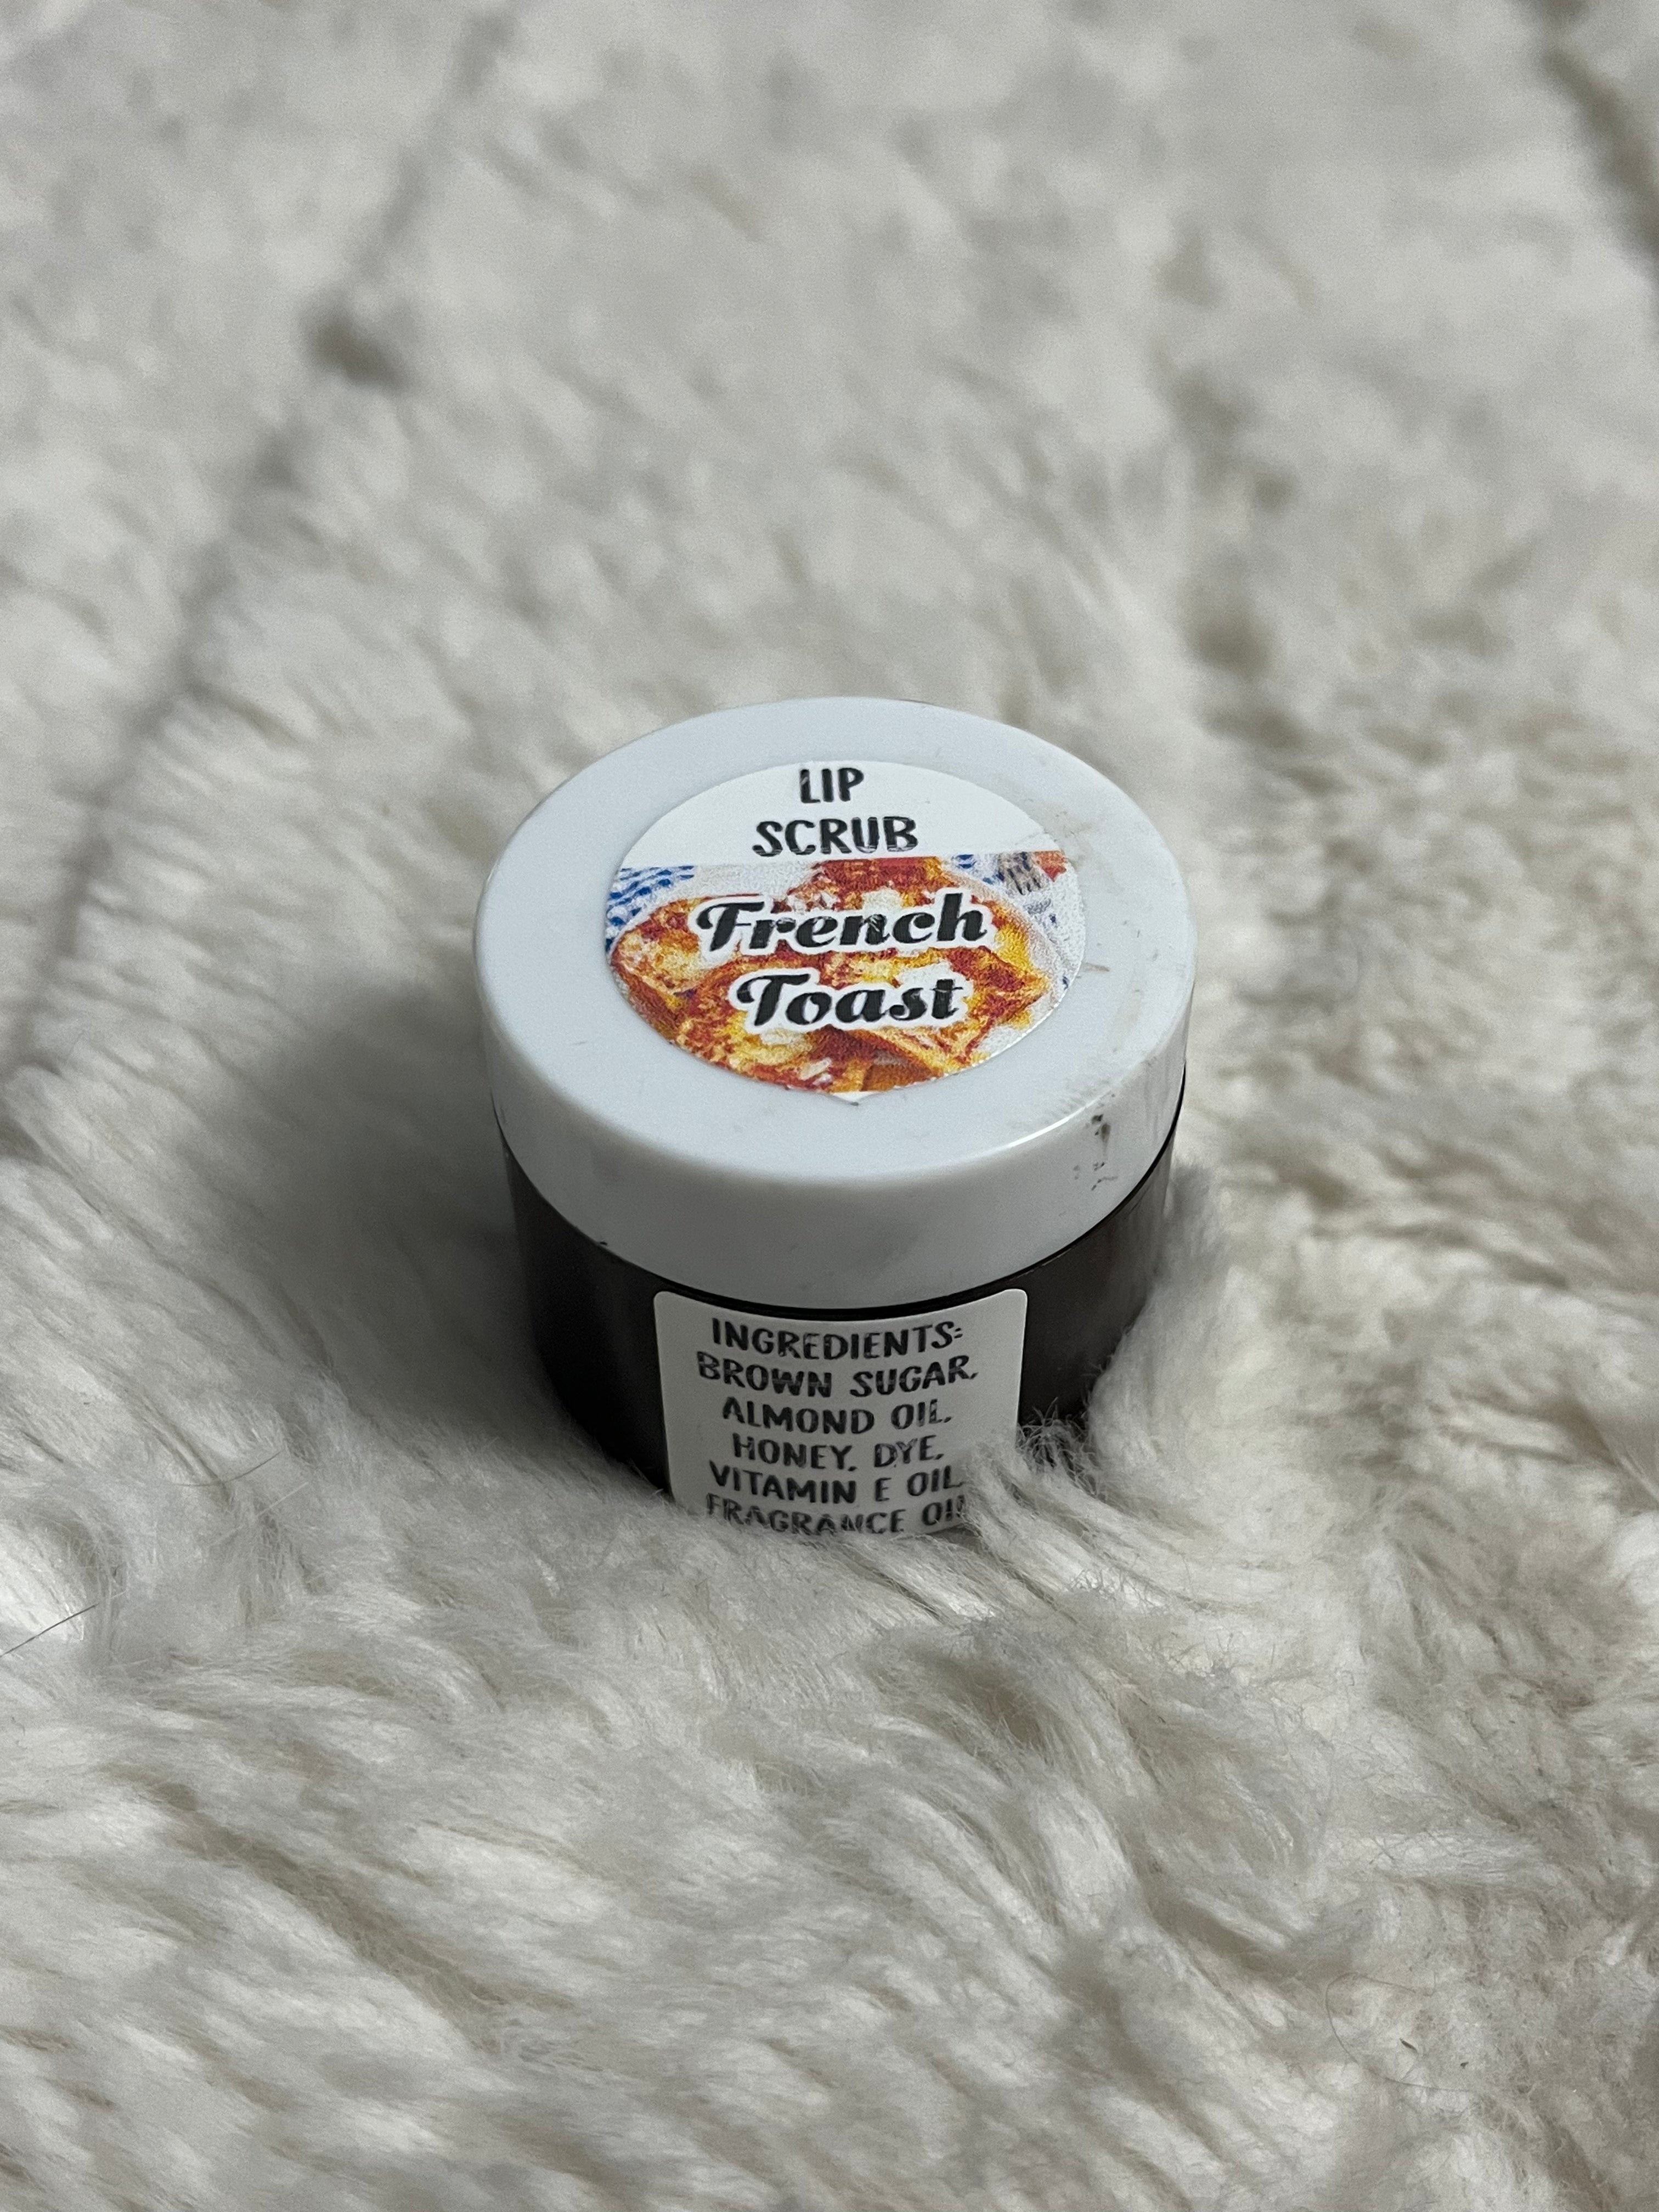 LIP
SCRUB
French
Toast
INGREDIENTS:
BROWN SUGAR,
ALMOND OIL,
HONEY, DYE,
VITAMIN E OIL
FRAGRANCE OIL